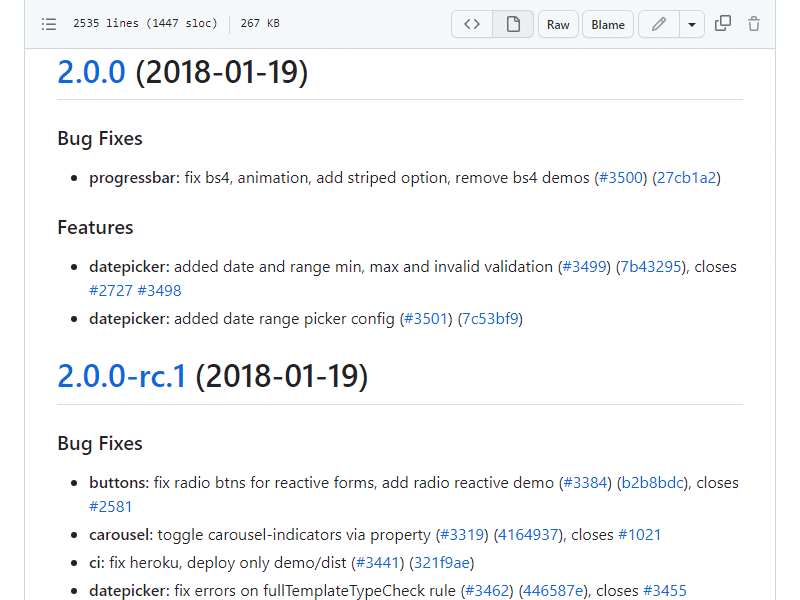 2535 lines (1447 sloc) 267 KB Raw Blame
2.0.0 (2018-01-19)
Bug Fixes
• progressbar: fix bs4, animation, add striped option, remove bs4 demos (#3500) (27cb1a2)
Features
• datepicker: added date and range min, max and invalid validation (#3499) (7b43295), closes
#2727 #3498
• datepicker: added date range picker config (#3501) (7c53bf9)
2.0.0-rc.1 (2018-01-19)
Bug Fixes
• buttons: fix radio btns for reactive forms, add radio reactive demo (#3384) (b2b8bdc), closes
#2581
• carousel: toggle carousel-indicators via property (#3319) (4164937), closes #1021
• ci: fix heroku, deploy only demo/dist (#3441) (321f9ae)
• datepicker: fix errors on fullTemplateTypeCheck rule (#3462) (446587e), closes #3455